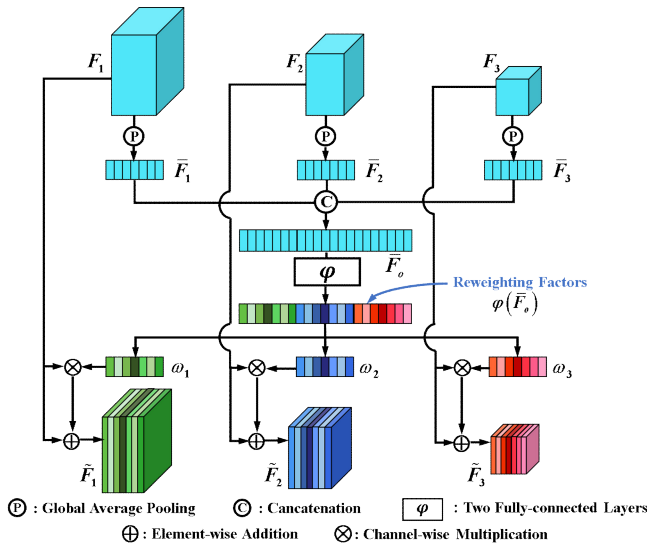 F₁ F₂ F₃
P P P
F̅₁ F̅₂ F̅₃
C
F̅ₒ
φ
Reweighting Factors
φ(F̅ₒ)
ω₁ ω₂ ω₃
F̃₁ F̃₂ F̃₃
P : Global Average Pooling C : Cancatenation φ : Two Fully-connected Layers
⊕ : Element-wise Addition ⊗ : Channel-wise Multiplication